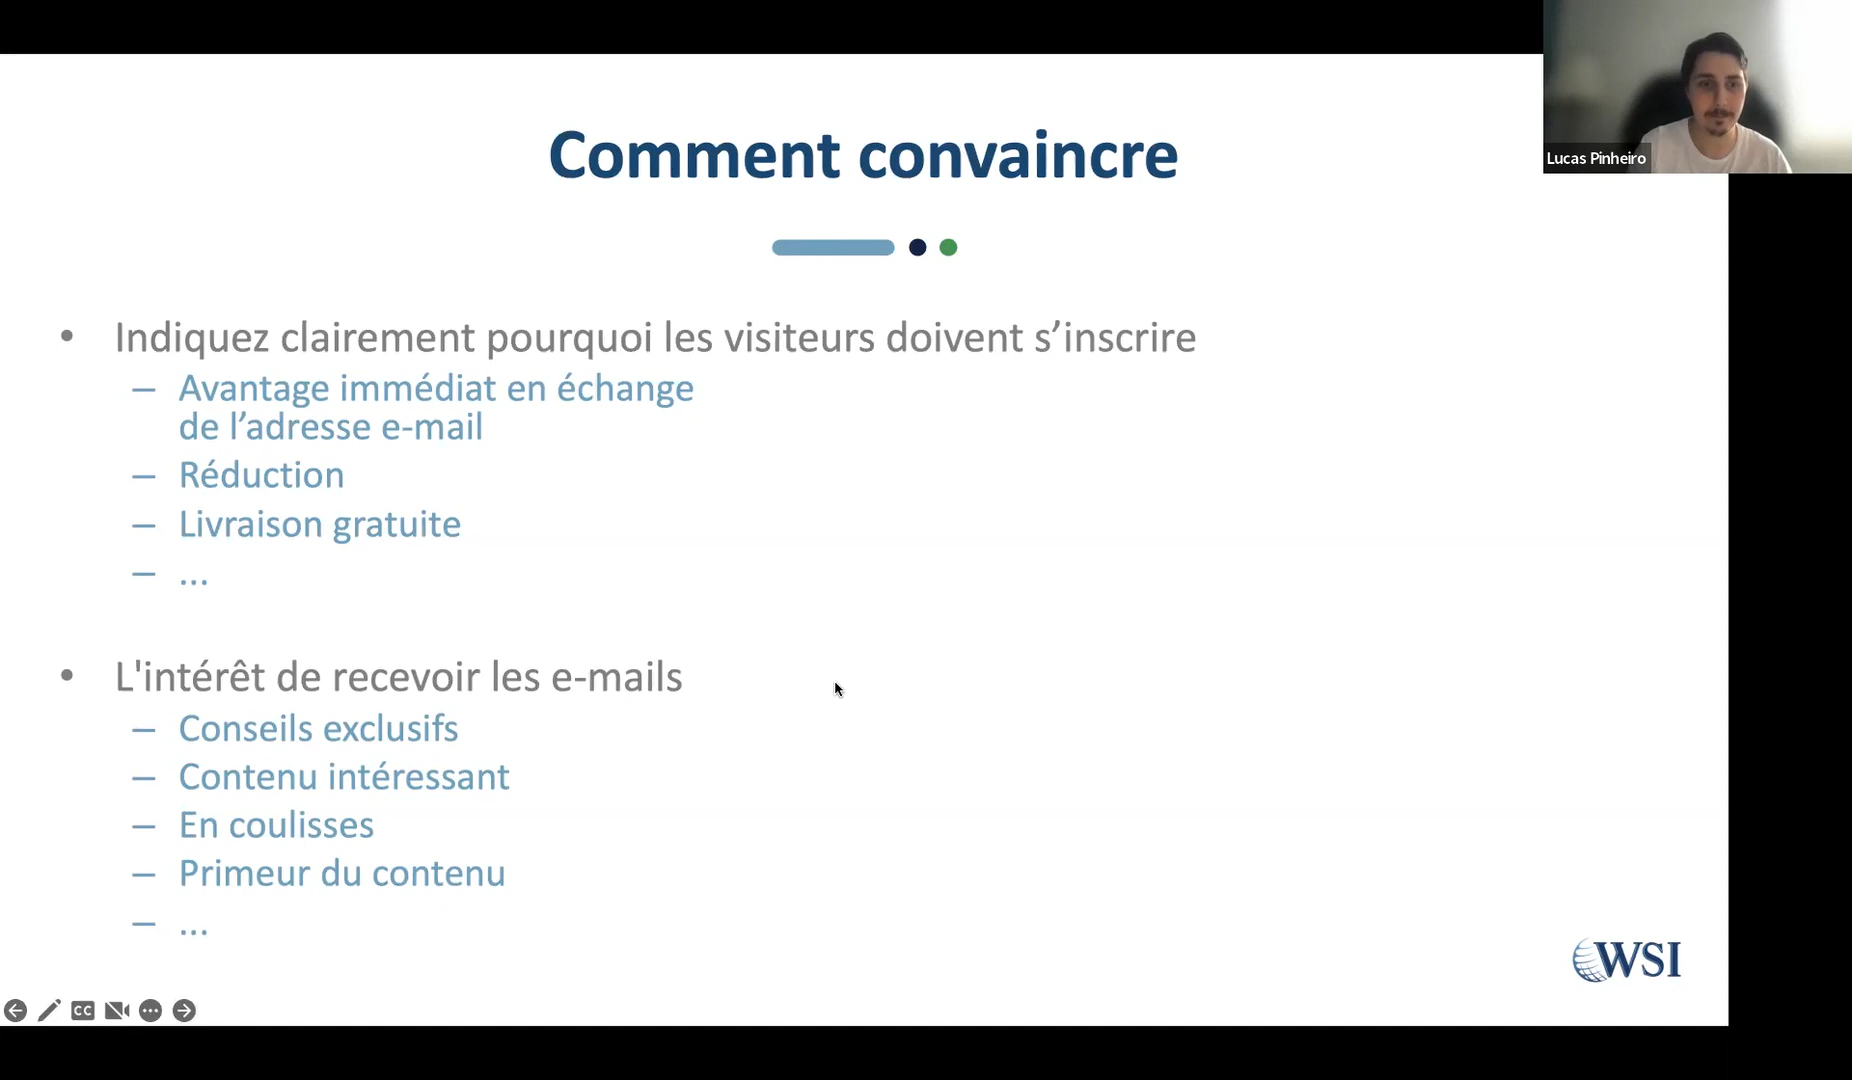 Comment convaincre
Lucas Pinheiro
• Indiquez clairement pourquoi les visiteurs doivent s’inscrire
– Avantage immédiat en échange
de l’adresse e-mail
– Réduction
– Livraison gratuite
– ...
• L'intérêt de recevoir les e-mails
– Conseils exclusifs
– Contenu intéressant
– En coulisses
– Primeur du contenu
– ...
WSI
CC